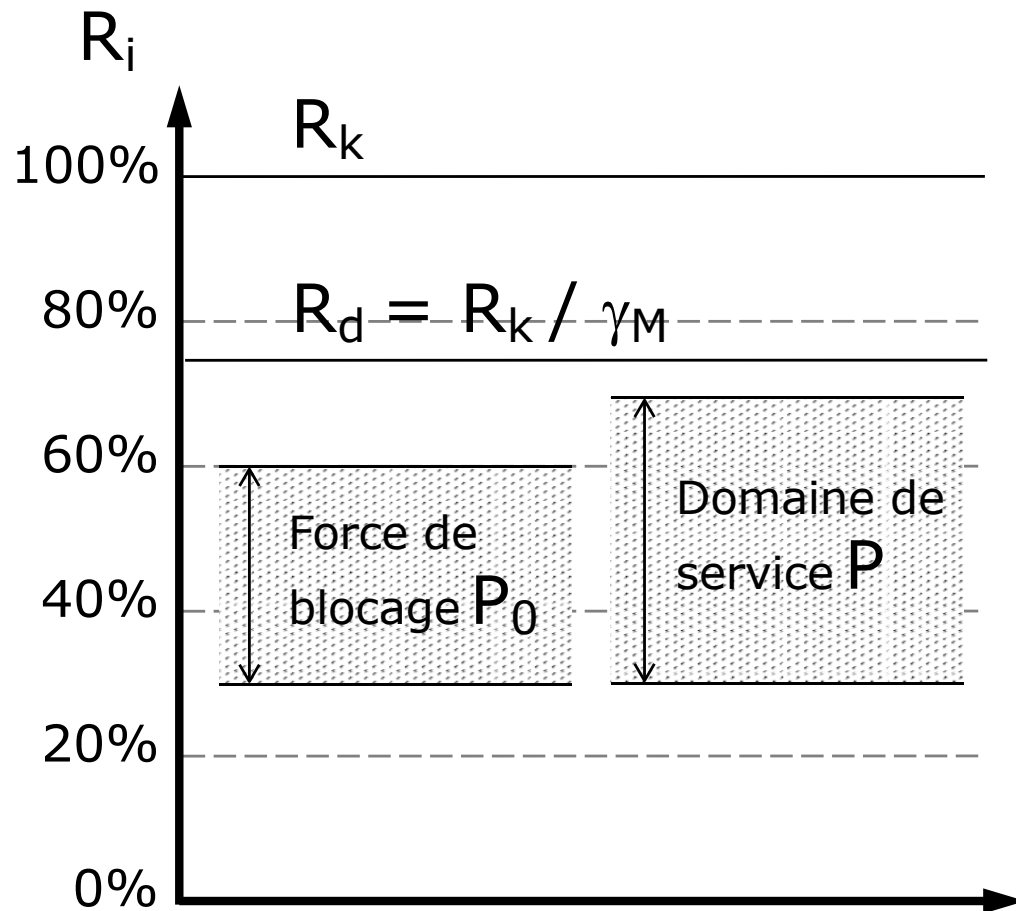 Ri
Rk
100%
Rd = Rk / γM
80%
60%
Force de
blocage P0
Domaine de
service P
40%
20%
0%